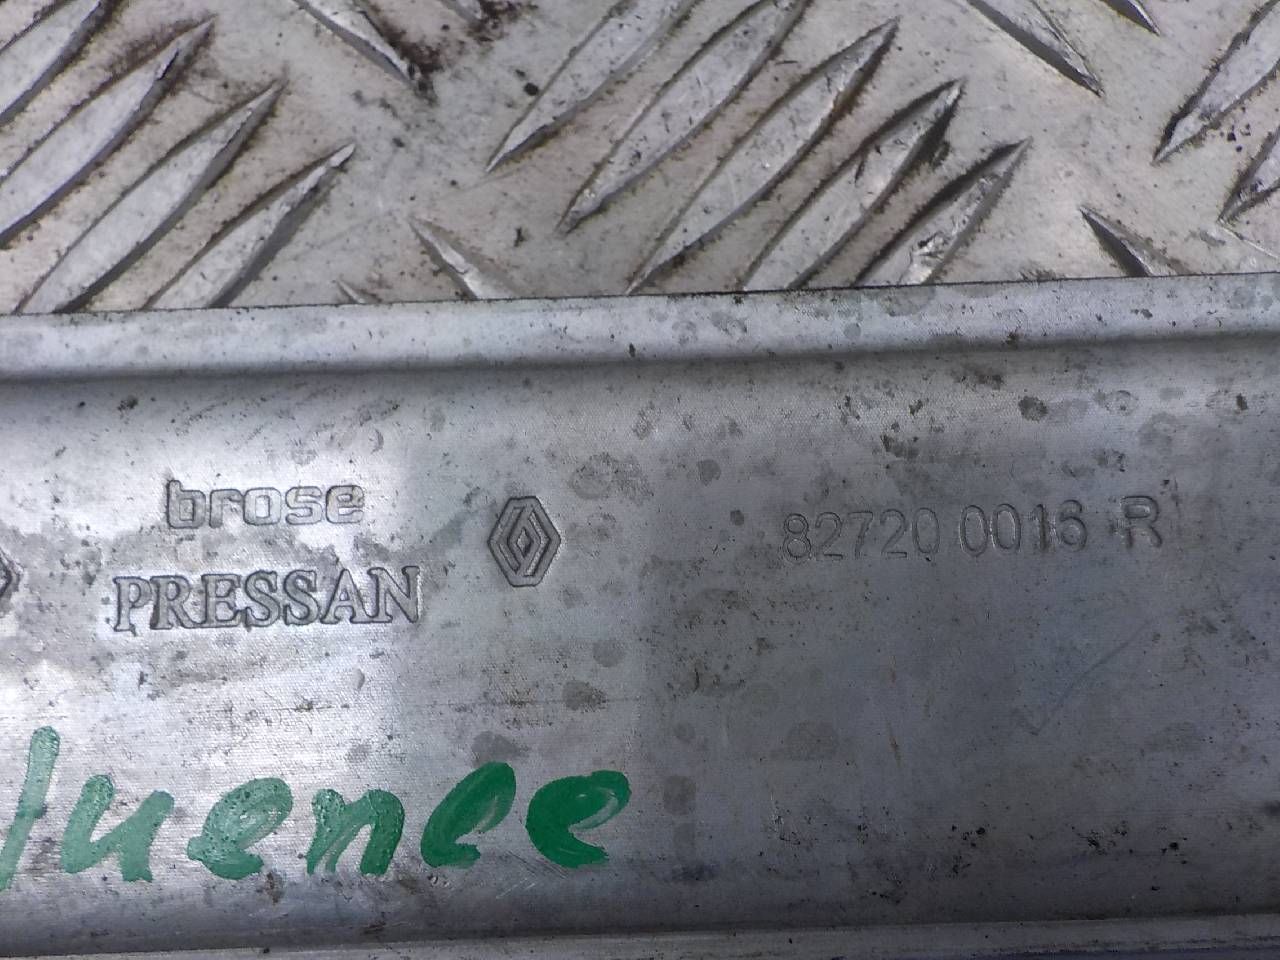 brose
PRESSAN
82720 0016 R
luence